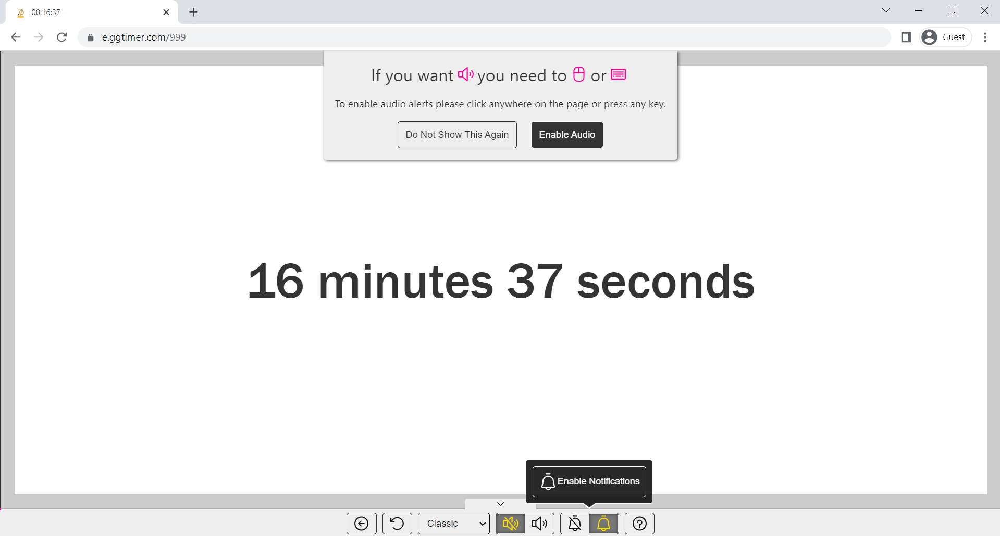 00:16:37
e.ggtimer.com/999
Guest
If you want you need to or
To enable audio alerts please click anywhere on the page or press any key.
Do Not Show This Again
Enable Audio
16 minutes 37 seconds
Enable Notifications
Classic